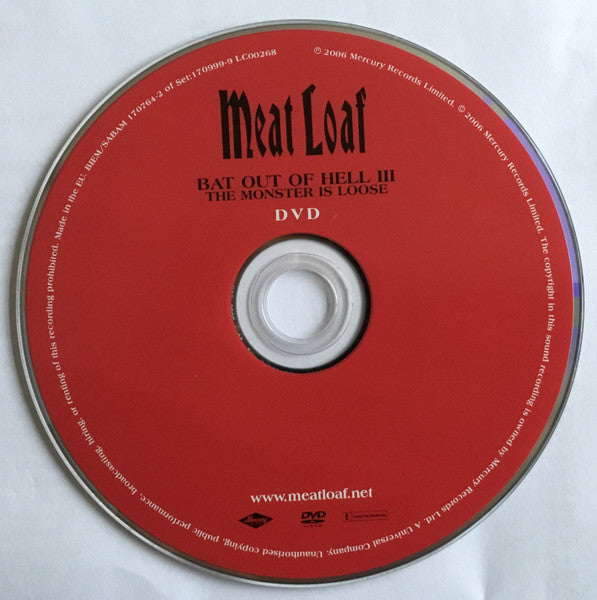 Meat Loaf
BAT OUT OF HELL III
THE MONSTER IS LOOSE
DVD
www.meatloaf.net
Mercury
DVD
VIDEO
℗ 2006 Mercury Records Limited. © 2006 Mercury Records Limited. The copyright in this sound recording is owned by Mercury Records Ltd. A Universal Company. Unauthorised copying, public performance, broadcasting, hiring, or rening of this recording prohibited. Made in the EU. BIEM/SABAM 170764-2 of Set:170999-9 LC00268